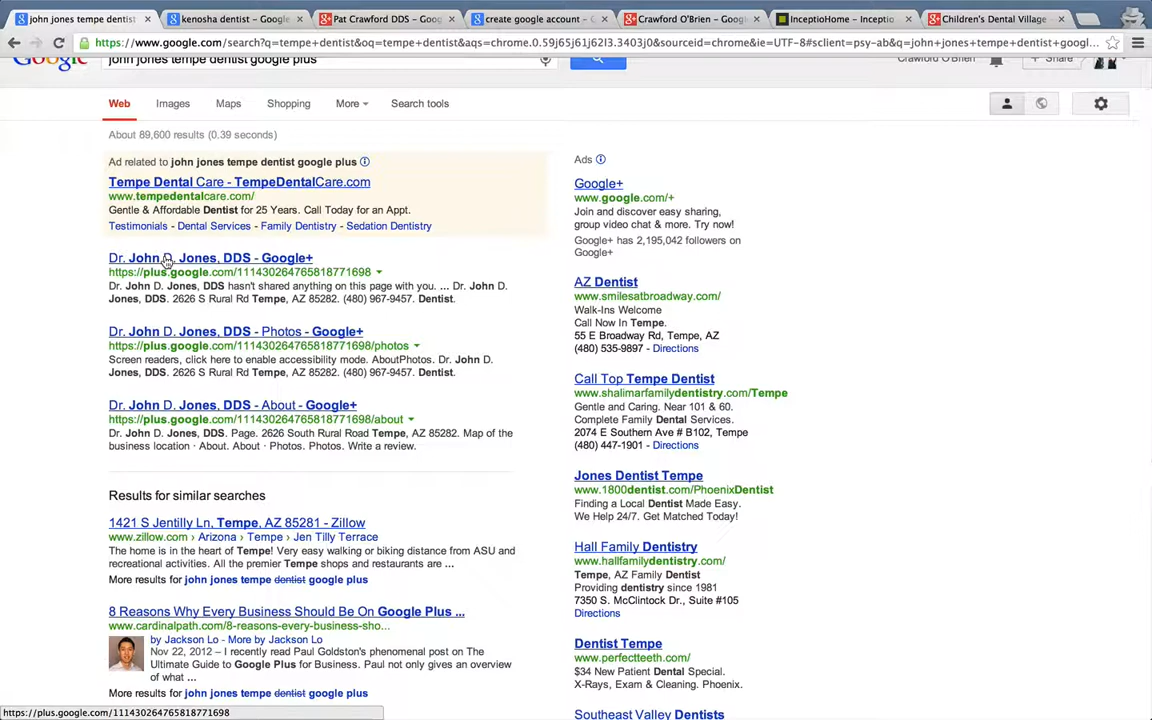 john jones tempe dentist
kenosha dentist - Google
Pat Crawford DDS - Goog
create google account -
Crawford O'Brien - Googl
InceptioHome - Inceptio
Children's Dental Village
https://www.google.com/search?q=tempe+dentist&oq=tempe+dentist&aqs=chrome.0.59j65j61j62l3.3403j0&sourceid=chrome&ie=UTF-8#sclient=psy-ab&q=john+jones+tempe+dentist+googl...
Google
john jones tempe dentist google plus
Crawford O'Brien
+ Share
Web
Images
Maps
Shopping
More
Search tools
About 89,600 results (0.39 seconds)
Ad related to john jones tempe dentist google plus
Tempe Dental Care - TempeDentalCare.com
www.tempedentalcare.com/
Gentle & Affordable Dentist for 25 Years. Call Today for an Appt.
Testimonials - Dental Services - Family Dentistry - Sedation Dentistry
Dr. John D. Jones, DDS - Google+
https://plus.google.com/111430264765818771698
Dr. John D. Jones, DDS hasn't shared anything on this page with you. ... Dr. John D.
Jones, DDS. 2626 S Rural Rd Tempe, AZ 85282. (480) 967-9457. Dentist.
Dr. John D. Jones, DDS - Photos - Google+
https://plus.google.com/111430264765818771698/photos
Screen readers, click here to enable accessibility mode. AboutPhotos. Dr. John D.
Jones, DDS. 2626 S Rural Rd Tempe, AZ 85282. (480) 967-9457. Dentist.
Dr. John D. Jones, DDS - About - Google+
https://plus.google.com/111430264765818771698/about
Dr. John D. Jones, DDS. Page. 2626 South Rural Road Tempe, AZ 85282. Map of the
business location · About. About · Photos. Photos. Write a review.
Results for similar searches
1421 S Jentilly Ln, Tempe, AZ 85281 - Zillow
www.zillow.com › Arizona › Tempe › Jen Tilly Terrace
The home is in the heart of Tempe! Very easy walking or biking distance from ASU and
recreational activities. All the premier Tempe shops and restaurants are ...
More results for john jones tempe dentist google plus
8 Reasons Why Every Business Should Be On Google Plus ...
www.cardinalpath.com/8-reasons-every-business-sho...
by Jackson Lo - More by Jackson Lo
Nov 22, 2012 – I recently read Paul Goldston's phenomenal post on The
Ultimate Guide to Google Plus for Business. Paul not only gives an overview
of what ...
More results for john jones tempe dentist google plus
Ads
Google+
www.google.com/+
Join and discover easy sharing,
group video chat & more. Try now!
Google+ has 2,195,042 followers on
Google+
AZ Dentist
www.smilesatbroadway.com/
Walk-Ins Welcome
Call Now In Tempe.
55 E Broadway Rd, Tempe, AZ
(480) 535-9897 - Directions
Call Top Tempe Dentist
www.shalimarfamilydentistry.com/Tempe
Gentle and Caring. Near 101 & 60.
Complete Family Dental Services.
2074 E Southern Ave # B102, Tempe
(480) 447-1901 - Directions
Jones Dentist Tempe
www.1800dentist.com/PhoenixDentist
Finding a Local Dentist Made Easy.
We Help 24/7. Get Matched Today!
Hall Family Dentistry
www.hallfamilydentistry.com/
Tempe, AZ Family Dentist
Providing dentistry since 1981
7350 S. McClintock Dr., Suite #105
Directions
Dentist Tempe
www.perfectteeth.com/
$34 New Patient Dental Special.
X-Rays, Exam & Cleaning. Phoenix.
Southeast Valley Dentists
https://plus.google.com/111430264765818771698